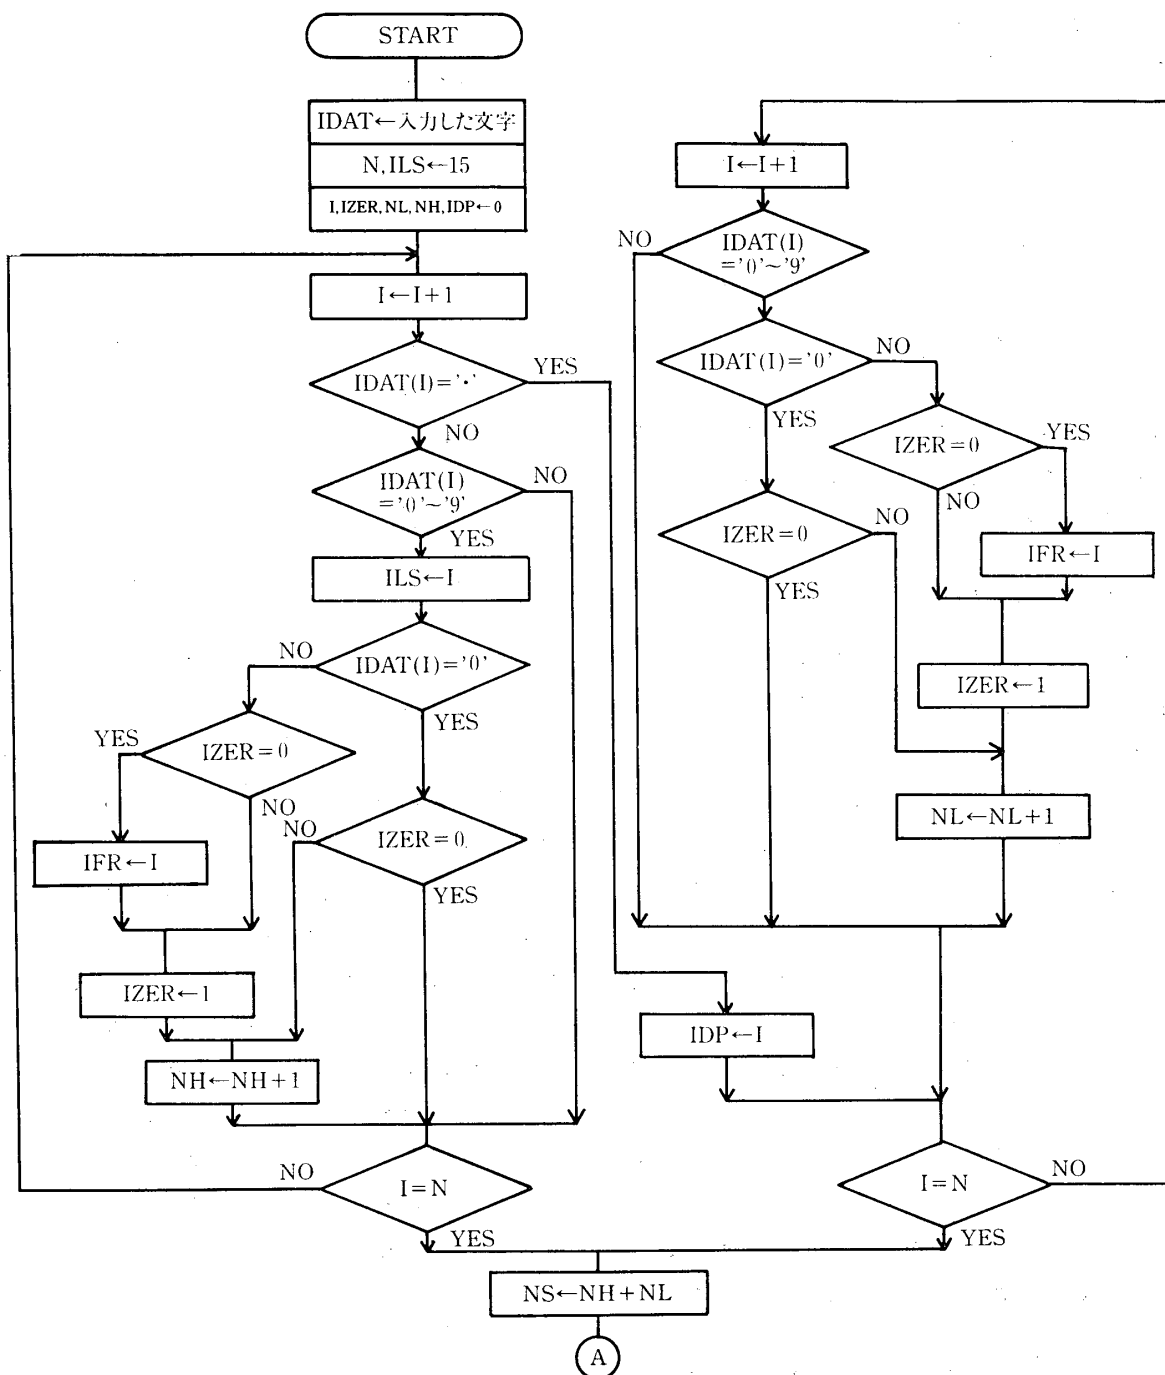 START
IDAT←入力した文字
N,ILS←15
I,IZER,NL,NH,IDP←0
I←I+1
IDAT(I)='・'
YES
NO
IDAT(I)
='0'~'9'
NO
YES
ILS←I
IDAT(I)='0'
NO
YES
IZER=0
YES
NO
IFR←I
IZER=0
NO
YES
IZER←1
NH←NH+1
I=N
NO
YES
I←I+1
IDAT(I)
='0'~'9'
NO
IDAT(I)='0'
NO
YES
IZER=0
YES
NO
IFR←I
IZER=0
NO
YES
IZER←1
NL←NL+1
IDP←I
I=N
NO
YES
NS←NH+NL
A